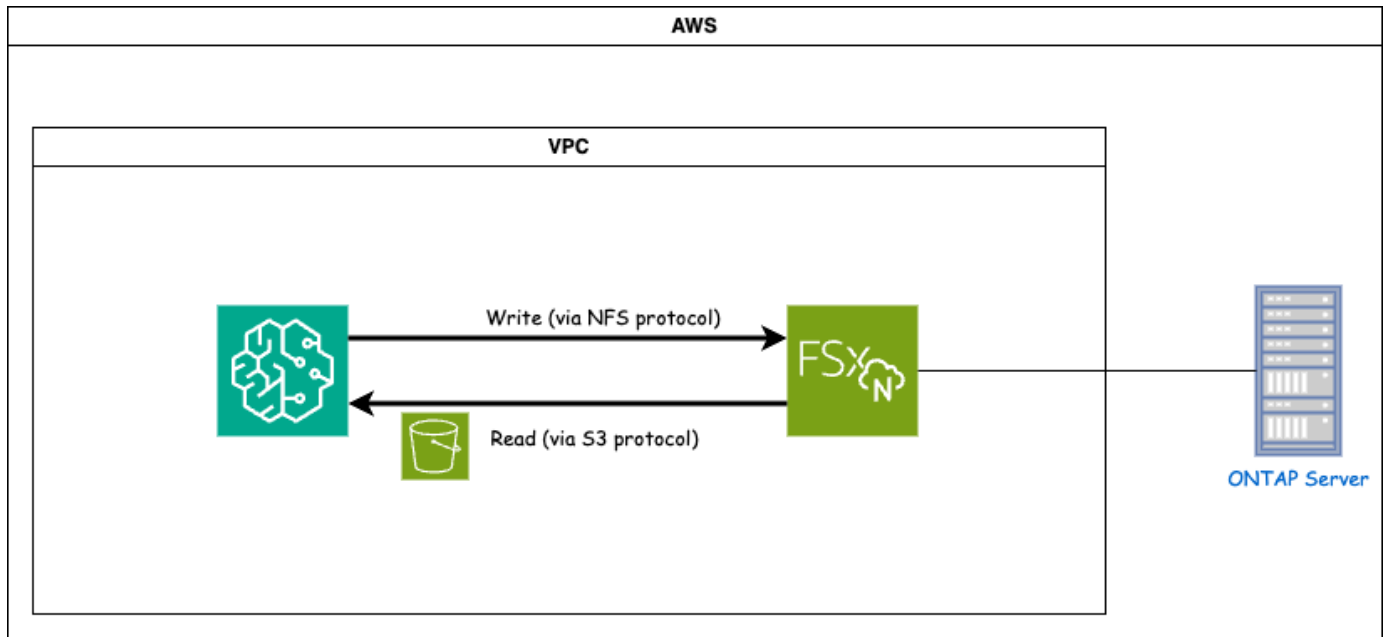 AWS
VPC
Write (via NFS protocol)
FSx
N
Read (via S3 protocol)
ONTAP Server